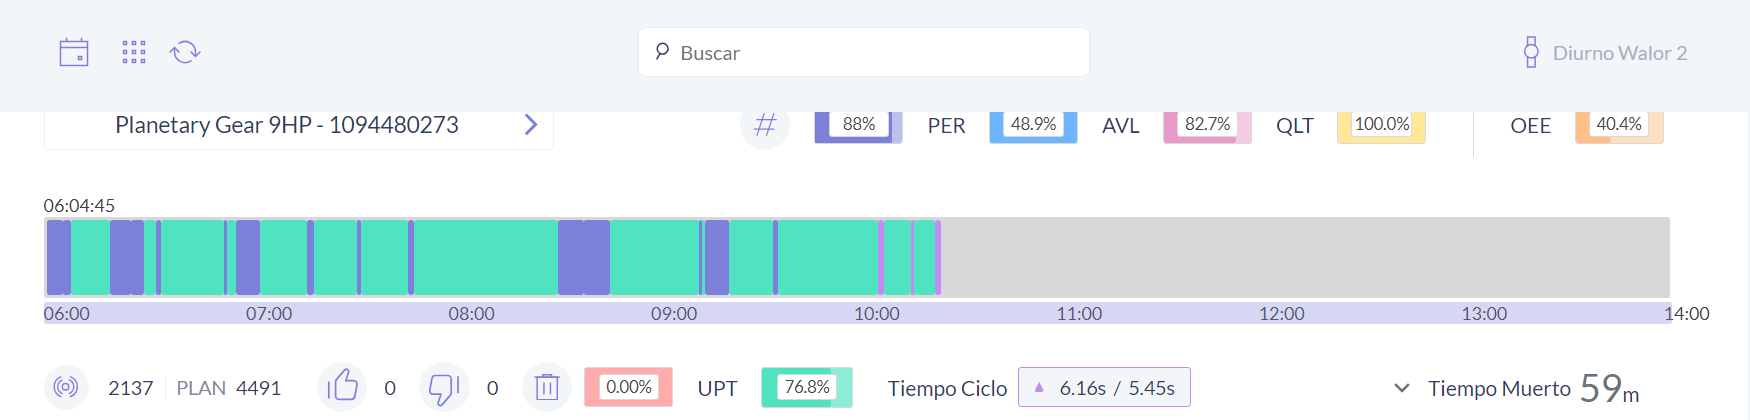 Buscar
Diurno Walor 2
Planetary Gear 9HP - 1094480273
88% PER 48.9% AVL 82.7% QLT 100.0% OEE 40.4%
06:04:45
06:00 07:00 08:00 09:00 10:00 11:00 12:00 13:00 14:00
2137 PLAN 4491 0 0 0.00% UPT 76.8% Tiempo Ciclo 6.16s / 5.45s Tiempo Muerto 59m